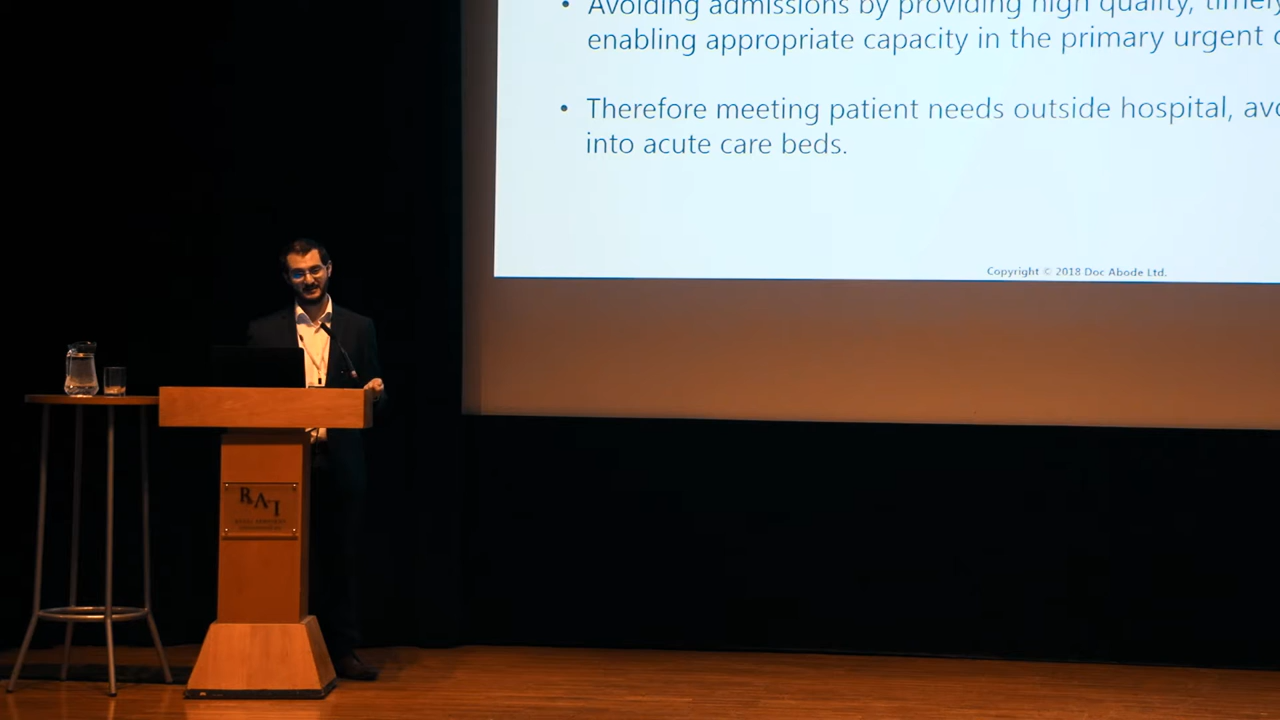 • Avoiding admissions by providing high quality, timely
enabling appropriate capacity in the primary urgent
• Therefore meeting patient needs outside hospital,
into acute care beds.
Copyright © 2018 Doc Abode Ltd.
RAI